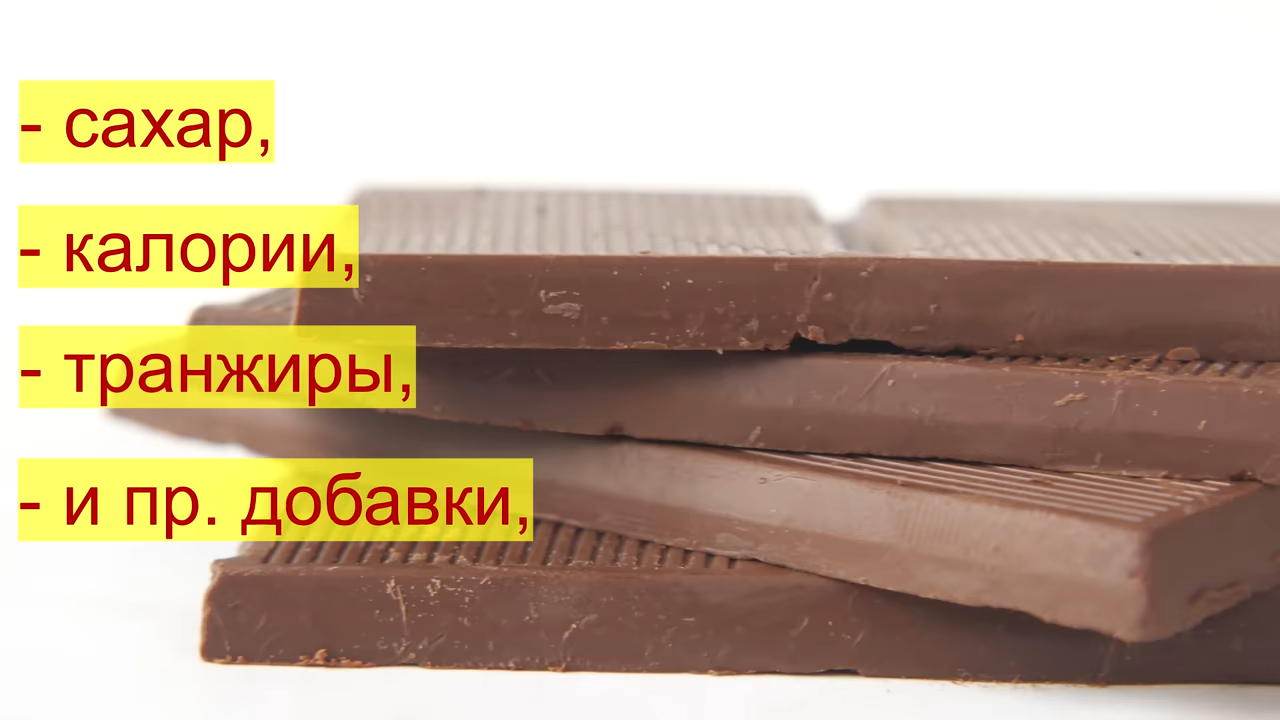 - сахар,
- калории,
- транжиры,
- и пр. добавки,